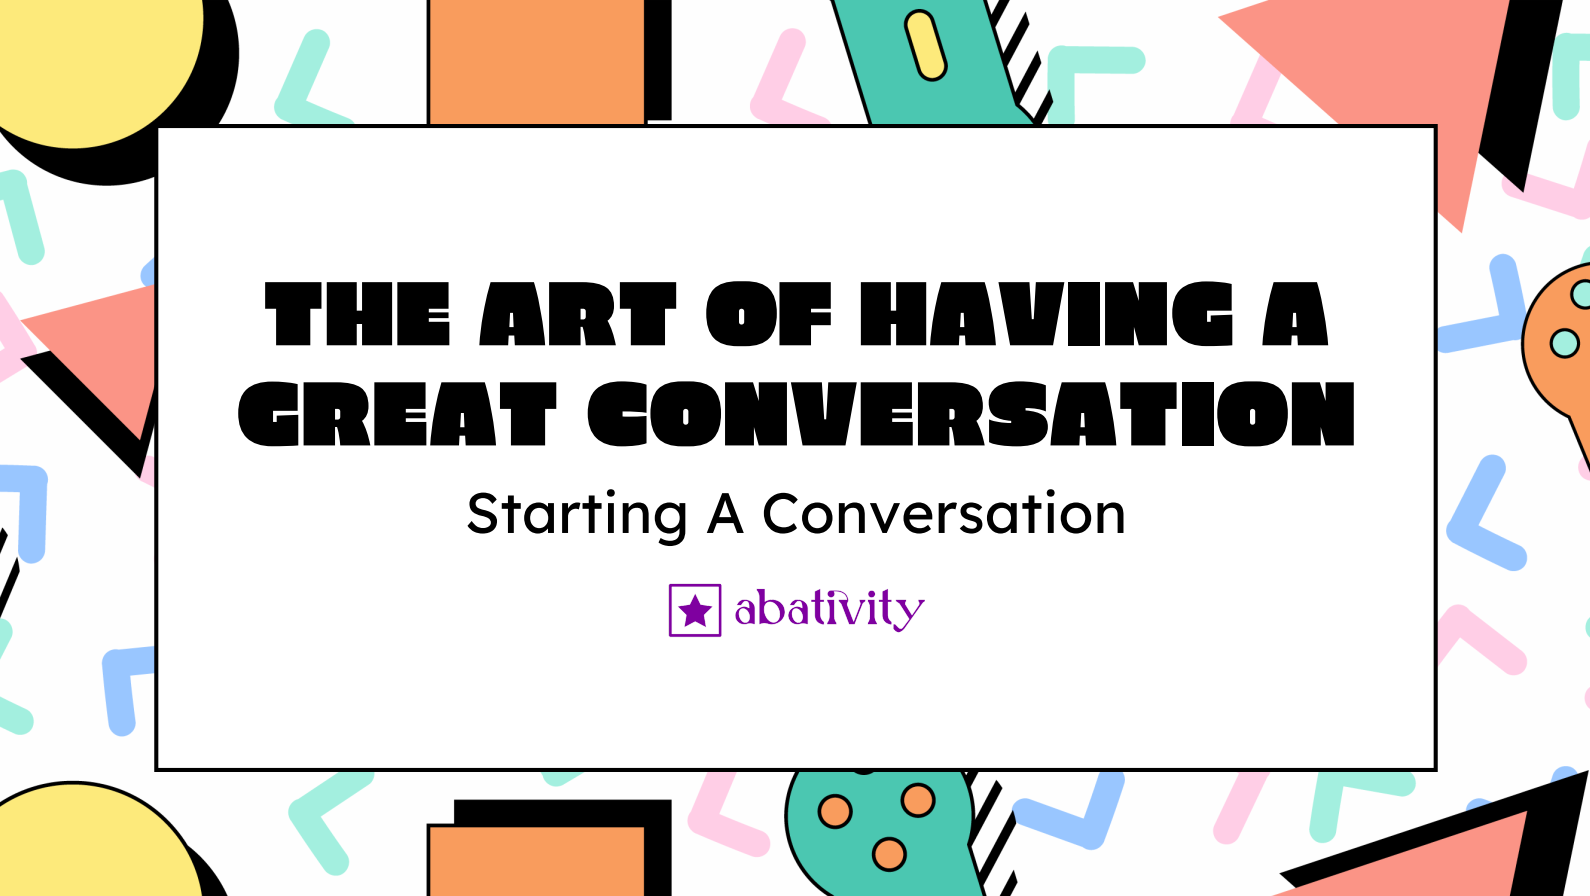 THE ART OF HAVING A
GREAT CONVERSATION
Starting A Conversation
abativity